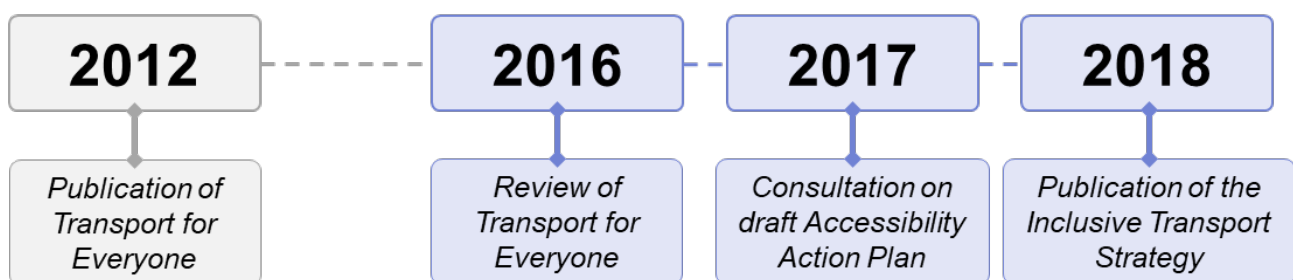 2012
2016
2017
2018
Publication of
Transport for
Everyone
Review of
Transport for
Everyone
Consultation on
draft Accessibility
Action Plan
Publication of the
Inclusive Transport
Strategy